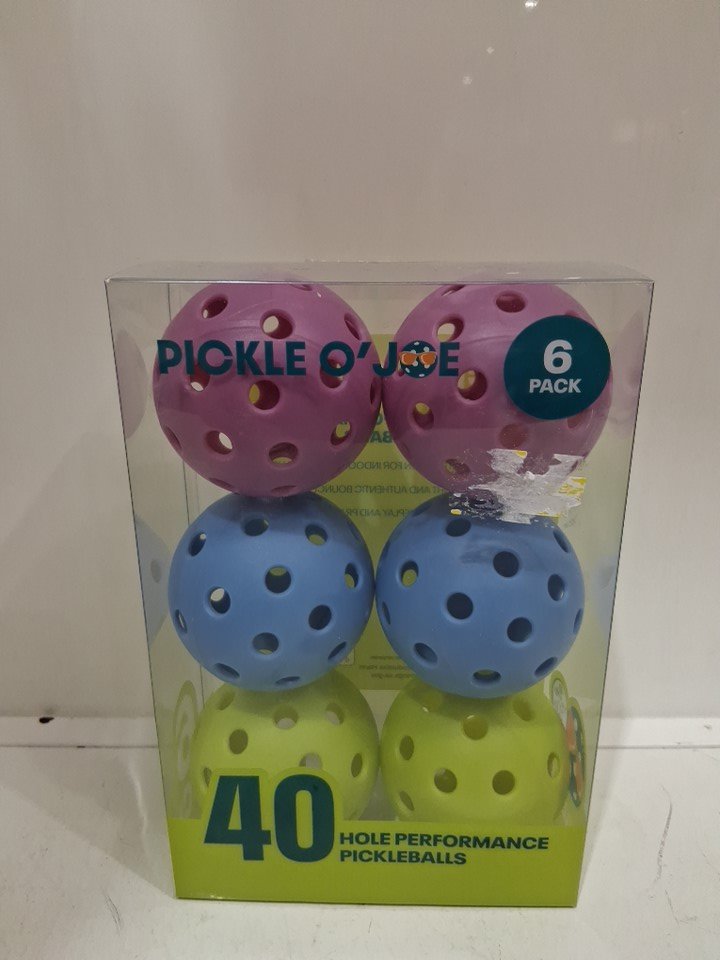 PICKLE O'JOE
6
PACK
40
HOLE PERFORMANCE
PICKLEBALLS